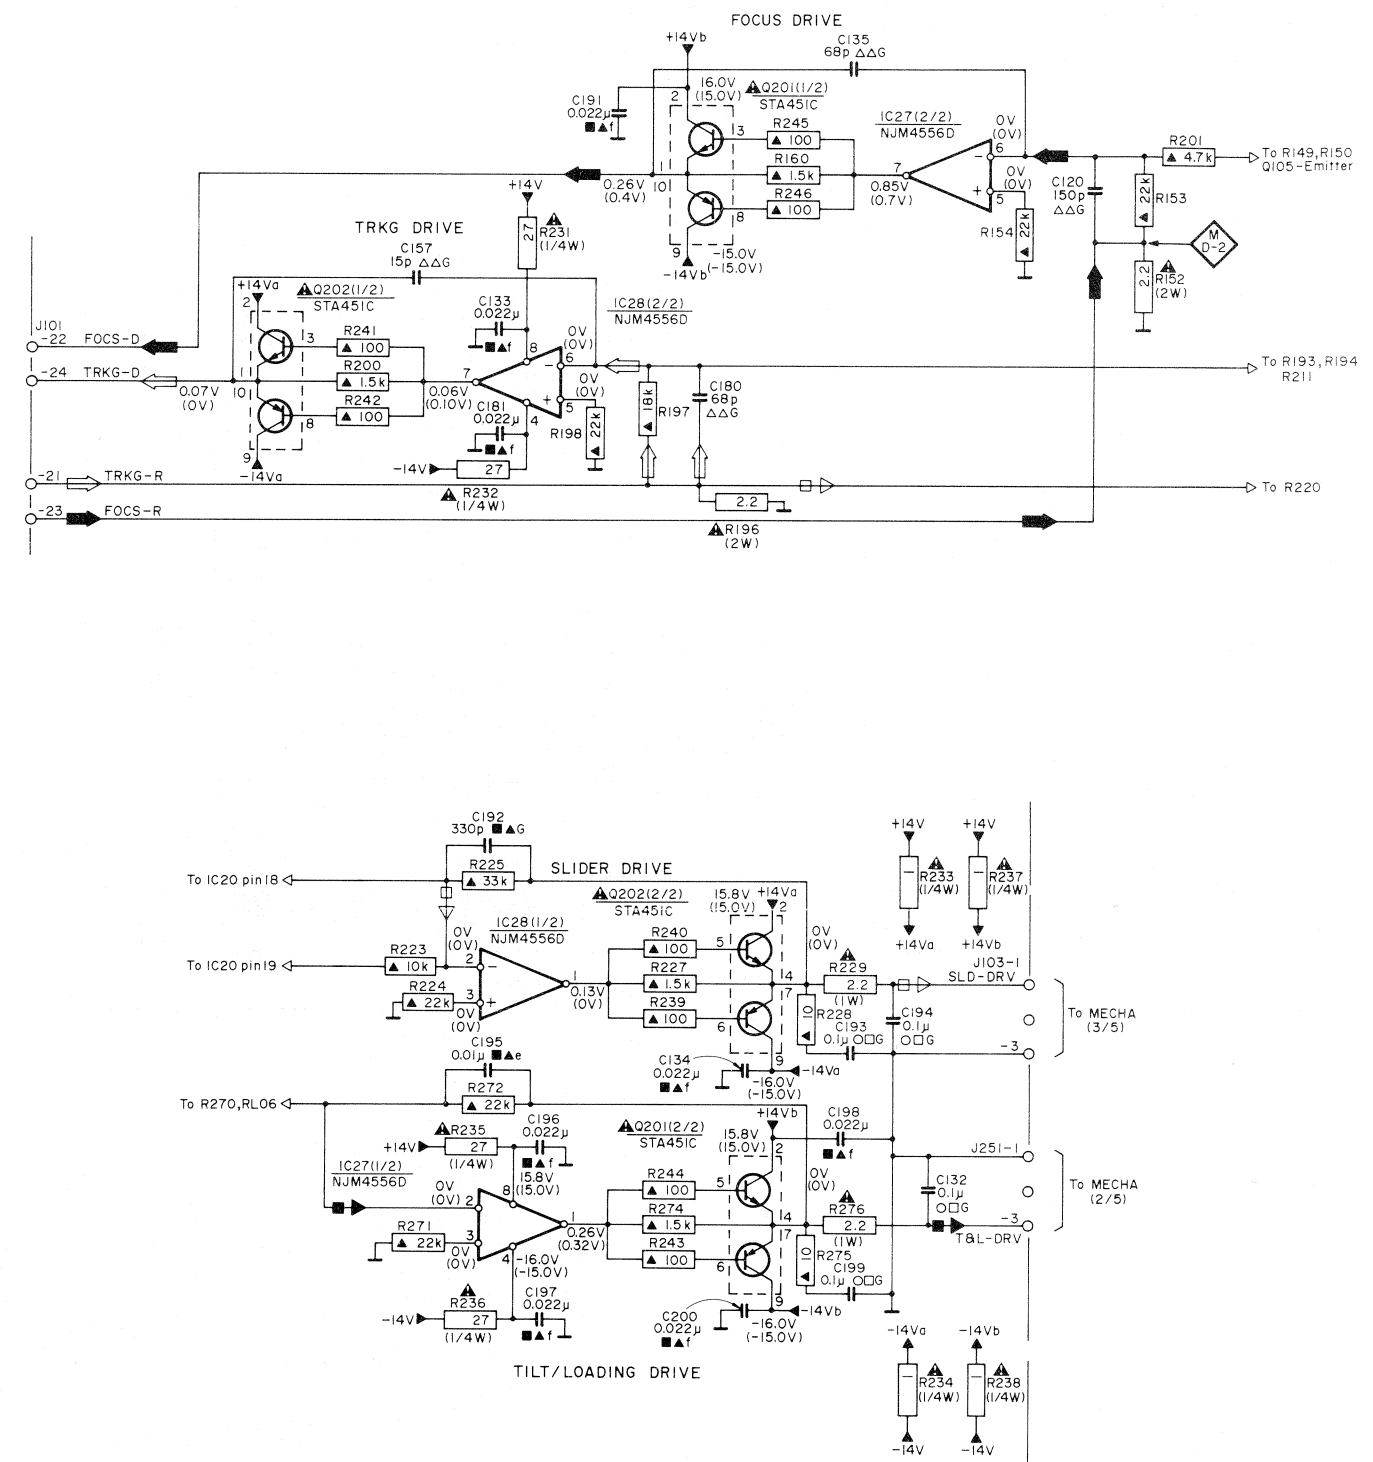 FOCUS DRIVE
+14Vb
C135
68p △△G
16.0V
(15.0V)
2
Q201(1/2)
STA451C
C191
0.022μ
■▲f
3
R245
▲ 100
IC27(2/2)
NJM4556D
0V
(0V)
6
R201
▲ 4.7k
To R149,R150
Q105-Emitter
1
10
0.26V
(0.4V)
R160
▲ 1.5k
7
0.85V
(0.7V)
−
+
0V
(0V)
5
C120
150p
△△G
▲ 22k
R153
R246
▲ 100
8
9
-14Vb
-15.0V
(-15.0V)
R154
▲ 22k
M
D-2
2.2
R152
(2W)
+14V
27
R231
(1/4W)
TRKG DRIVE
C157
15p △△G
+14Va
2
Q202(1/2)
STA451C
C133
0.022μ
■▲f
IC28(2/2)
NJM4556D
J101
-22
FOCS-D
3
R241
▲ 100
8
0V
(0V)
6
-24
TRKG-D
0.07V
(0V)
1
10
R200
▲ 1.5k
7
0.06V
(0.10V)
−
+
0V
(0V)
5
To R193,R194
R211
R242
▲ 100
8
9
-14Va
C181
0.022μ
■▲f
4
R198
▲ 22k
▲ 18k
R197
C180
68p
△△G
-14V
27
R232
(1/4W)
-21
TRKG-R
To R220
2.2
R196
(2W)
-23
FOCS-R
C192
330p ■▲G
R225
▲ 33k
To IC20 pin18
SLIDER DRIVE
Q202(2/2)
STA451C
15.8V
(15.0V)
+14Va
2
+14V
+14V
R233
(1/4W)
R237
(1/4W)
+14Va
+14Vb
IC28(1/2)
NJM4556D
0V
(0V)
R223
▲ 10k
To IC20 pin19
2
−
R240
▲ 100
5
0V
(0V)
J103-1
SLD-DRV
R224
▲ 22k
3
+
0V
(0V)
1
0.13V
(0V)
R227
▲ 1.5k
4
7
R229
2.2
(1W)
R239
▲ 100
6
10
R228
C193
0.1μ ○□G
C194
0.1μ
○□G
To MECHA
(3/5)
-3
C134
0.022μ
■▲f
9
-14Va
-16.0V
(-15.0V)
C195
0.01μ ■▲e
R272
▲ 22k
To R270,RL06
+14Vb
Q201(2/2)
STA451C
15.8V
(15.0V)
2
C198
0.022μ
■▲f
R235
+14V
27
(1/4W)
C196
0.022μ
■▲f
15.8V
(15.0V)
IC27(1/2)
NJM4556D
0V
(0V)
2
8
R244
▲ 100
5
0V
(0V)
J251-1
C132
0.1μ
○□G
To MECHA
(2/5)
R271
▲ 22k
3
0V
(0V)
−
+
1
0.26V
(0.32V)
R274
▲ 1.5k
4
7
R276
2.2
(1W)
-3
T&L-DRV
4
-16.0V
(-15.0V)
R243
▲ 100
6
10
R275
C199
0.1μ ○□G
R236
-14V
27
(1/4W)
C197
0.022μ
■▲f
C200
0.022μ
■▲f
9
-14Vb
-16.0V
(-15.0V)
TILT/LOADING DRIVE
-14Va
-14Vb
R234
(1/4W)
R238
(1/4W)
-14V
-14V